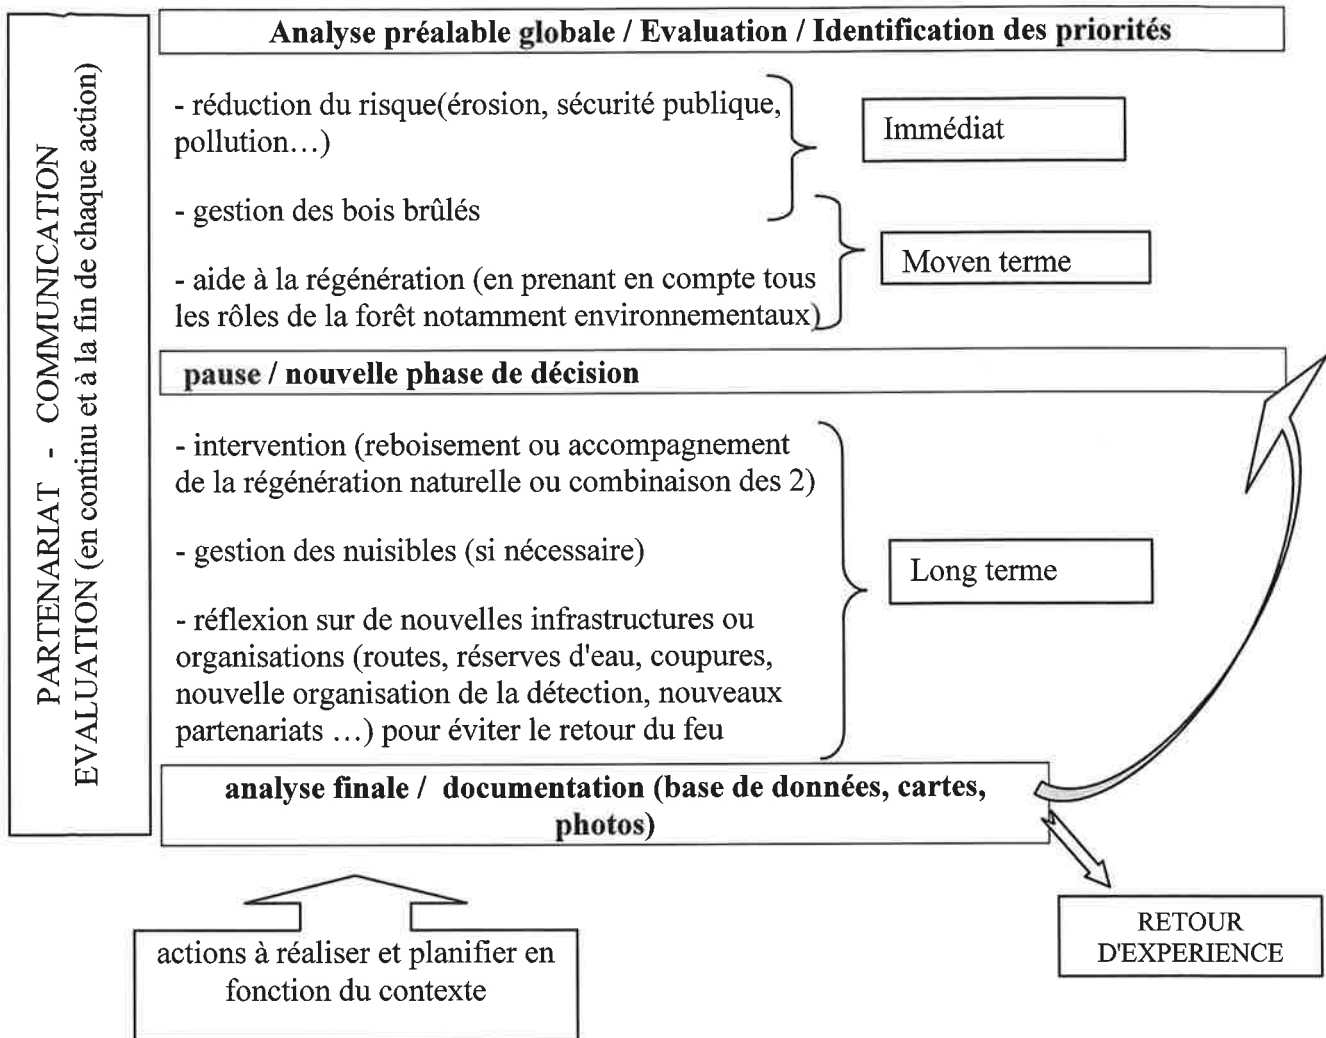 PARTENARIAT - COMMUNICATION
EVALUATION (en continu et à la fin de chaque action)
Analyse préalable globale / Evaluation / Identification des priorités
- réduction du risque(érosion, sécurité publique,
pollution…)
Immédiat
- gestion des bois brûlés
- aide à la régénération (en prenant en compte tous
les rôles de la forêt notamment environnementaux)
Moven terme
pause / nouvelle phase de décision
- intervention (reboisement ou accompagnement
de la régénération naturelle ou combinaison des 2)
- gestion des nuisibles (si nécessaire)
- réflexion sur de nouvelles infrastructures ou
organisations (routes, réserves d'eau, coupures,
nouvelle organisation de la détection, nouveaux
partenariats …) pour éviter le retour du feu
Long terme
analyse finale / documentation (base de données, cartes,
photos)
actions à réaliser et planifier en
fonction du contexte
RETOUR
D'EXPERIENCE